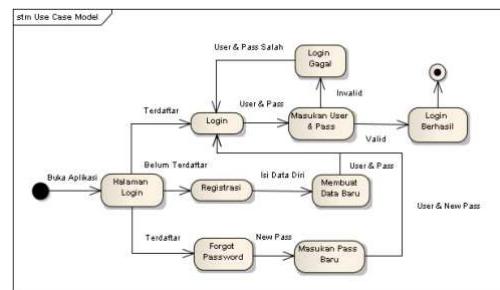 stm Use Case Model
User & Pass Salah
Login
Gagal
Terdaftar
User & Pass
Invalid
Login
Masukan User
& Pass
Login
Berhasil
Valid
Buka Aplikasi
Belum Terdaftar
Isi Data Diri
User & Pass
Halaman
Login
Registrasi
Membuat
Data Baru
User & New Pass
Terdaftar
New Pass
Forgot
Password
Masukan Pass
Baru